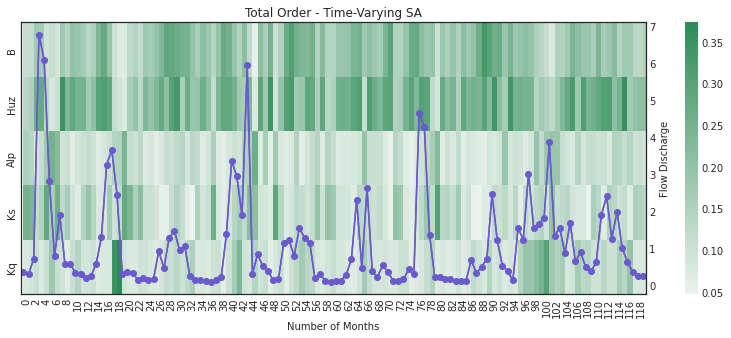 Total Order - Time-Varying SA
B
Huz
Alp
Ks
Kq
0 2 4 6 8 10 12 14 16 18 20 22 24 26 28 30 32 34 36 38 40 42 44 46 48 50 52 54 56 58 60 62 64 66 68 70 72 74 76 78 80 82 84 86 88 90 92 94 96 98 100 102 104 106 108 110 112 114 116 118
Number of Months
7
6
5
4
3
2
1
0
Flow Discharge
0.35
0.30
0.25
0.20
0.15
0.10
0.05